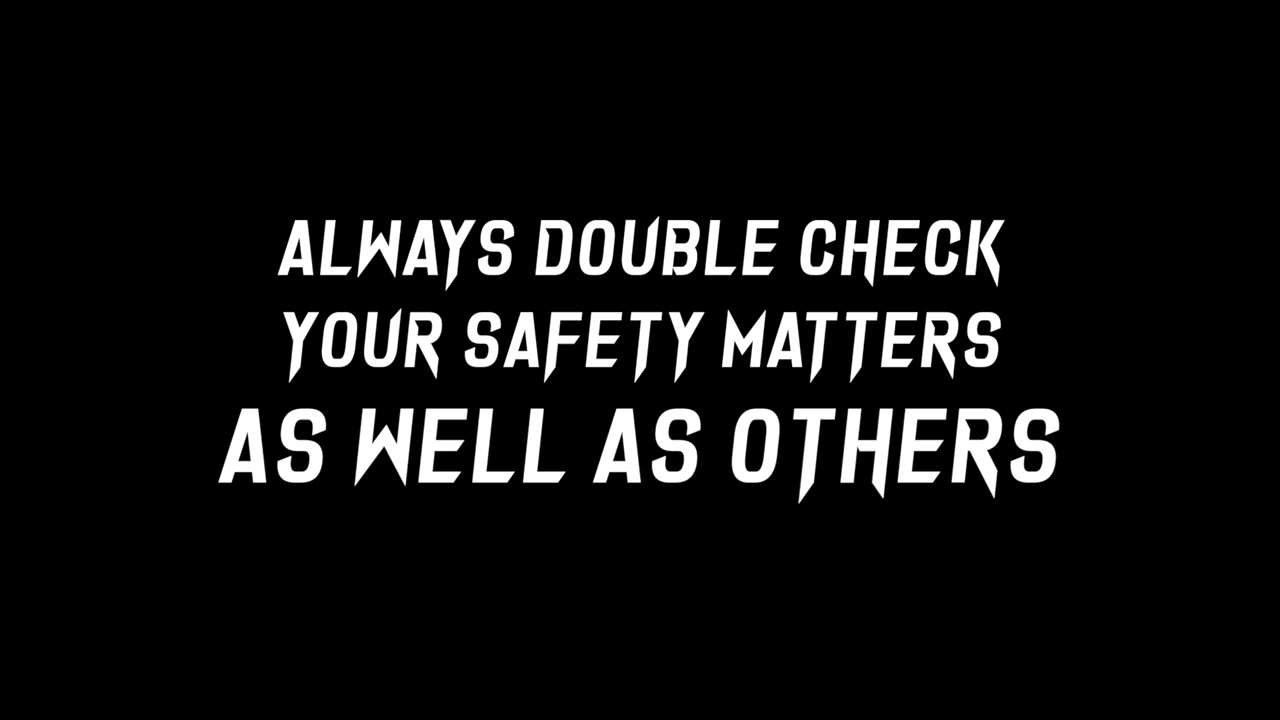 ALWAYS DOUBLE CHECK
YOUR SAFETY MATTERS
AS WELL AS OTHERS